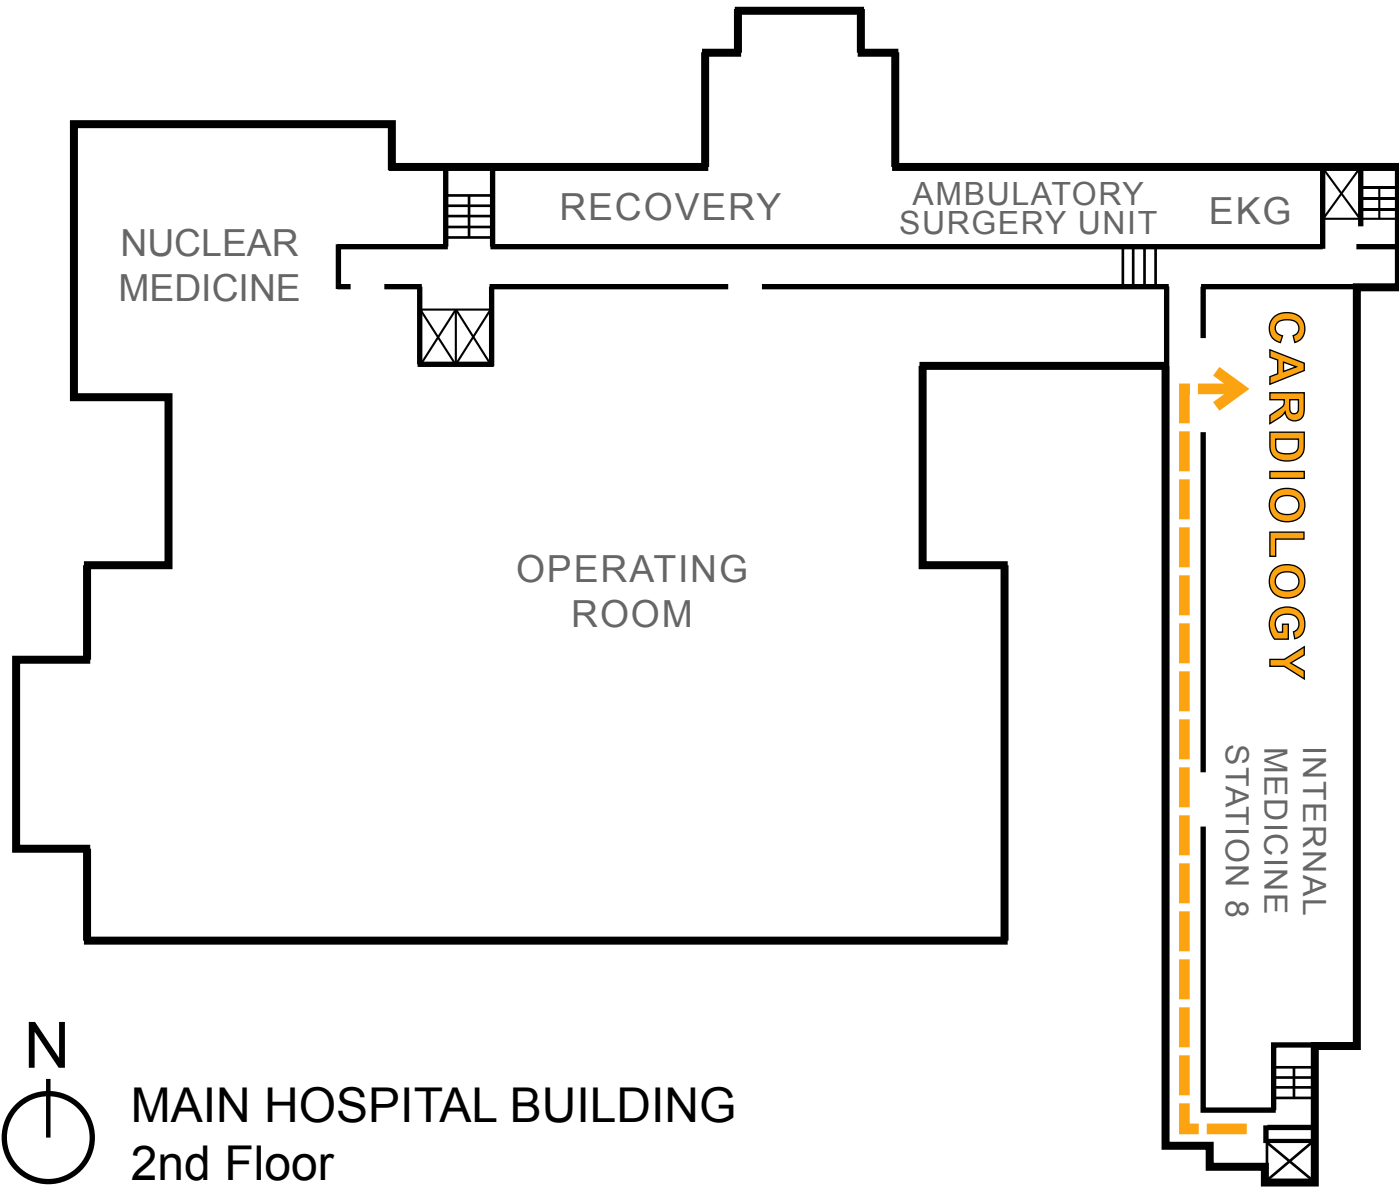 RECOVERY
AMBULATORY
SURGERY UNIT
EKG
NUCLEAR
MEDICINE
CARDIOLOGY
OPERATING
ROOM
INTERNAL
MEDICINE
STATION 8
N
MAIN HOSPITAL BUILDING
2nd Floor